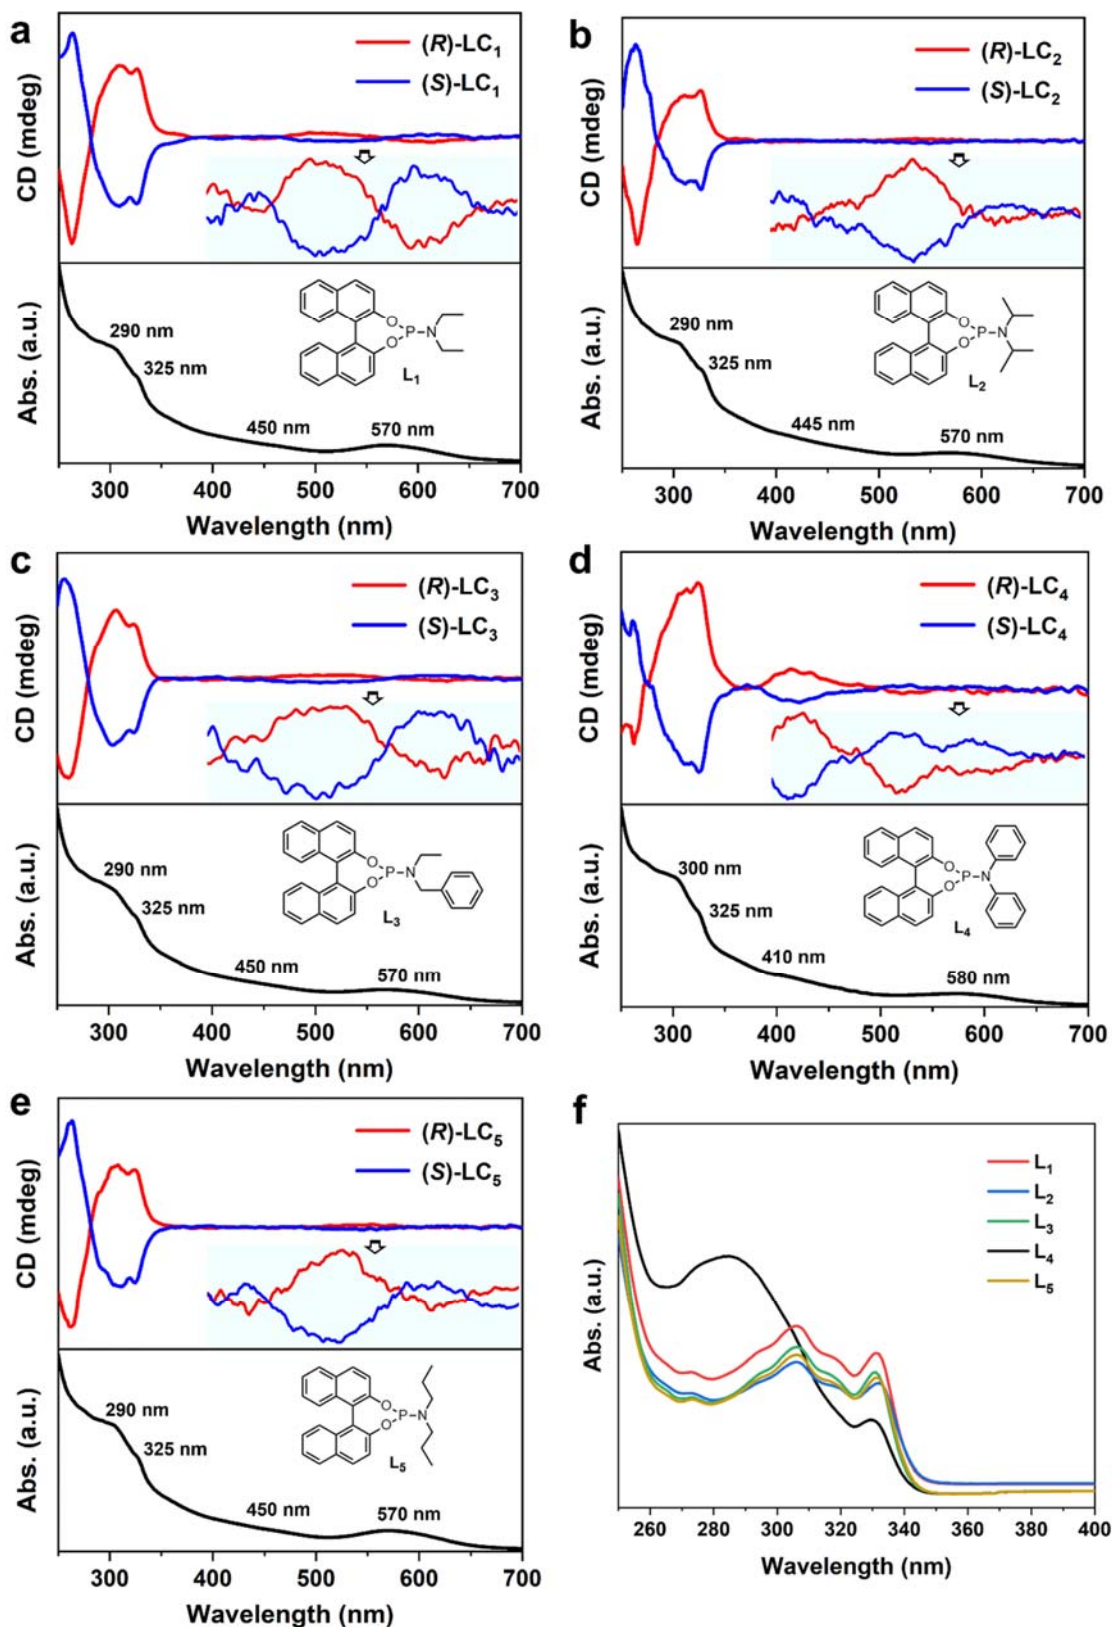 a
(R)-LC1
(S)-LC1
CD (mdeg)
290 nm
325 nm
450 nm
570 nm
O
O
P
N
L1
Abs. (a.u.)
300 400 500 600 700
Wavelength (nm)
b
(R)-LC2
(S)-LC2
CD (mdeg)
290 nm
325 nm
445 nm
570 nm
O
O
P
N
L2
Abs. (a.u.)
300 400 500 600 700
Wavelength (nm)
c
(R)-LC3
(S)-LC3
CD (mdeg)
290 nm
325 nm
450 nm
570 nm
O
O
P
N
L3
Abs. (a.u.)
300 400 500 600 700
Wavelength (nm)
d
(R)-LC4
(S)-LC4
CD (mdeg)
300 nm
325 nm
410 nm
580 nm
O
O
P
N
L4
Abs. (a.u.)
300 400 500 600 700
Wavelength (nm)
e
(R)-LC5
(S)-LC5
CD (mdeg)
290 nm
325 nm
450 nm
570 nm
O
O
P
N
L5
Abs. (a.u.)
300 400 500 600 700
Wavelength (nm)
f
L1
L2
L3
L4
L5
Abs. (a.u.)
260 280 300 320 340 360 380 400
Wavelength (nm)